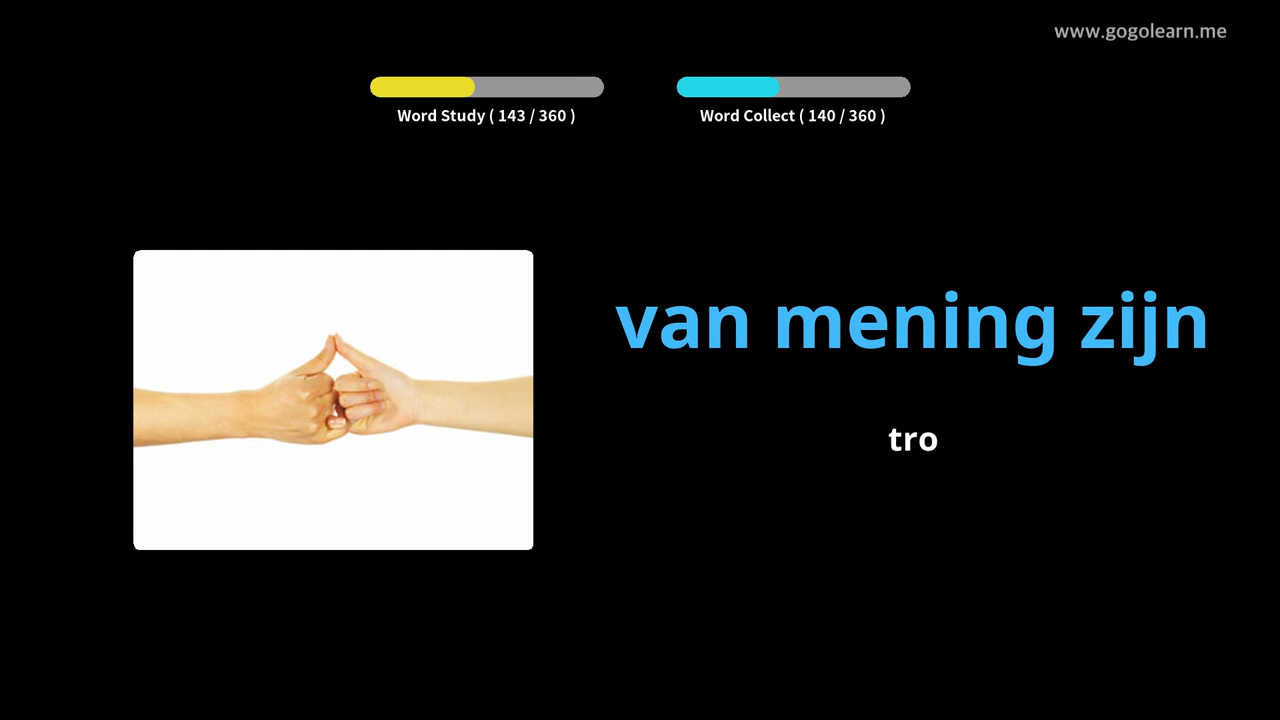 www.gogolearn.me
Word Study ( 143 / 360 )
Word Collect ( 140 / 360 )
van mening zijn
tro